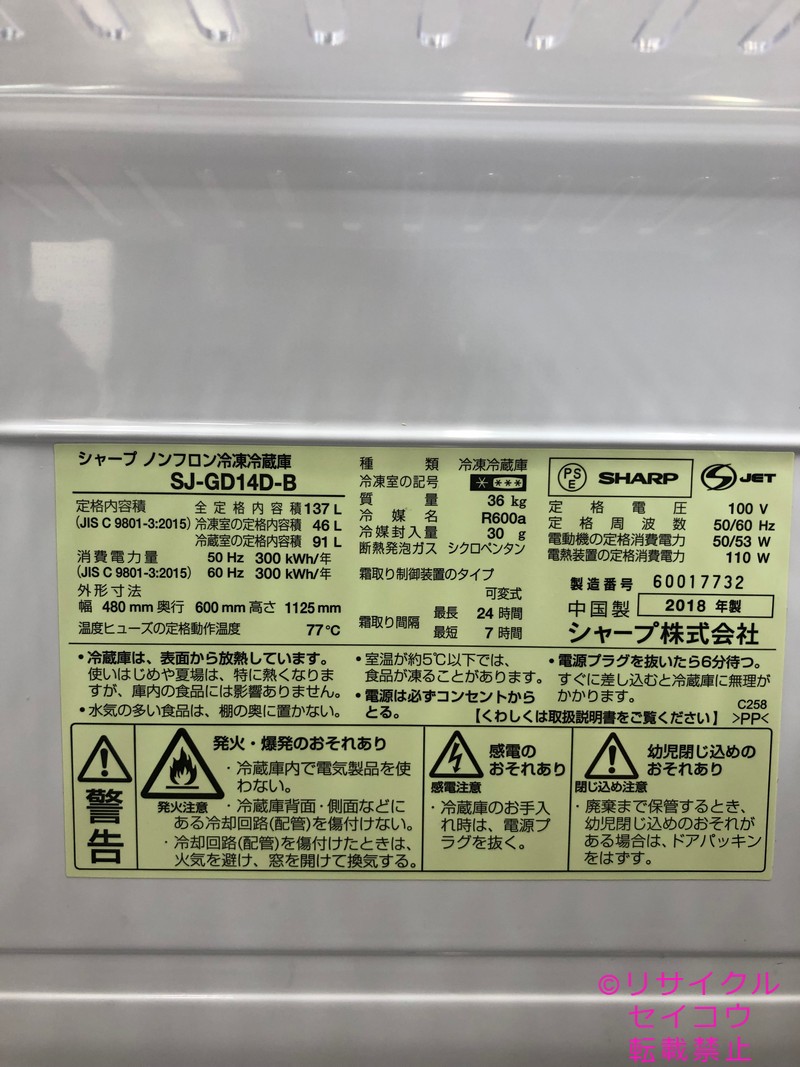 シャープ ノンフロン冷凍冷蔵庫
SJ-GD14D-B
定格内容積 全定格内容積 137 L
(JIS C 9801-3:2015) 冷凍室の定格内容積 46 L
冷蔵室の定格内容積 91 L
消費電力量 50 Hz 300 kWh/年
(JIS C 9801-3:2015) 60 Hz 300 kWh/年
外形寸法
幅 480 mm 奥行 600 mm 高さ 1125 mm
温度ヒューズの定格動作温度 77℃
種類 冷凍冷蔵庫
冷凍室の記号 * ***
質量 36 kg
冷媒名 R600a
冷媒封入量 30 g
断熱発泡ガス シクロペンタン
霜取り制御装置のタイプ
可変式
霜取り間隔 最長 24 時間
最短 7 時間
PSE SHARP S JET
定格電圧 100 V
定格周波数 50/60 Hz
電動機の定格消費電力 50/53 W
電熱装置の定格消費電力 110 W
製造番号 60017732
中国製 2018 年製
シャープ株式会社
・冷蔵庫は、表面から放熱しています。
使いはじめや夏場は、特に熱くなりま
すが、庫内の食品には影響ありません。
・水気の多い食品は、棚の奥に置かない。
・室温が約5℃以下では、
食品が凍ることがあります。
・電源は必ずコンセントから
とる。
・電源プラグを抜いたら6分待つ。
すぐに差し込むと冷蔵庫に無理が
かかります。
C258
【くわしくは取扱説明書をご覧ください】 >PP<
警告
発火・爆発のおそれあり
発火注意
・冷蔵庫内で電気製品を使
わない。
・冷蔵庫背面・側面などに
ある冷却回路(配管)を傷付けない。
・冷却回路(配管)を傷付けたときは、
火気を避け、窓を開けて換気する。
感電の
おそれあり
感電注意
・冷蔵庫のお手入
れ時は、電源プ
ラグを抜く。
幼児閉じ込めの
おそれあり
閉じ込め注意
・廃棄まで保管するとき、
幼児閉じ込めのおそれが
ある場合は、ドアパッキン
をはずす。
©リサイクル
セイコウ
転載禁止